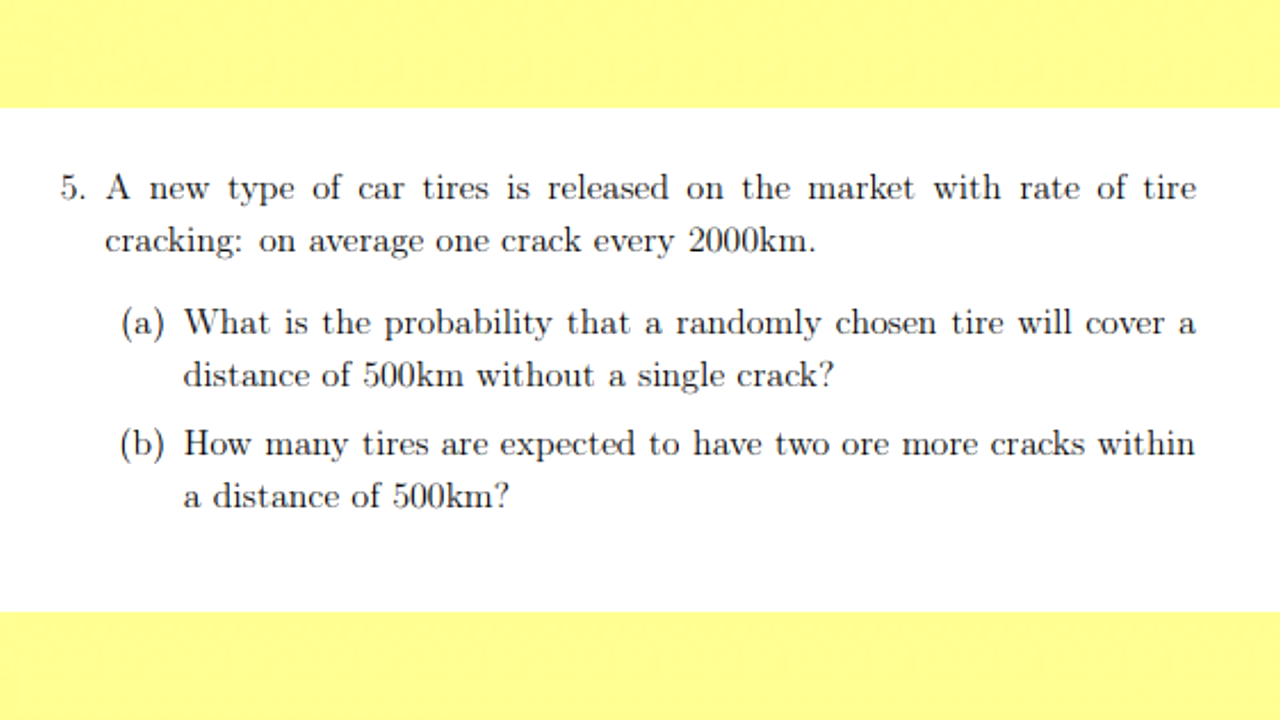 5. A new type of car tires is released on the market with rate of tire
cracking: on average one crack every 2000km.
(a) What is the probability that a randomly chosen tire will cover a
distance of 500km without a single crack?
(b) How many tires are expected to have two ore more cracks within
a distance of 500km?